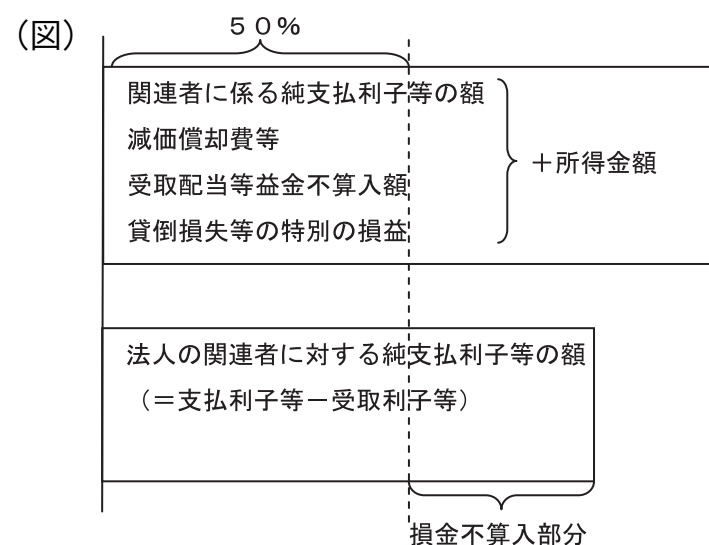 （図）
５０％
関連者に係る純支払利子等の額
減価償却費等
受取配当等益金不算入額
貸倒損失等の特別の損益
＋所得金額
法人の関連者に対する純支払利子等の額
（＝支払利子等－受取利子等）
損金不算入部分